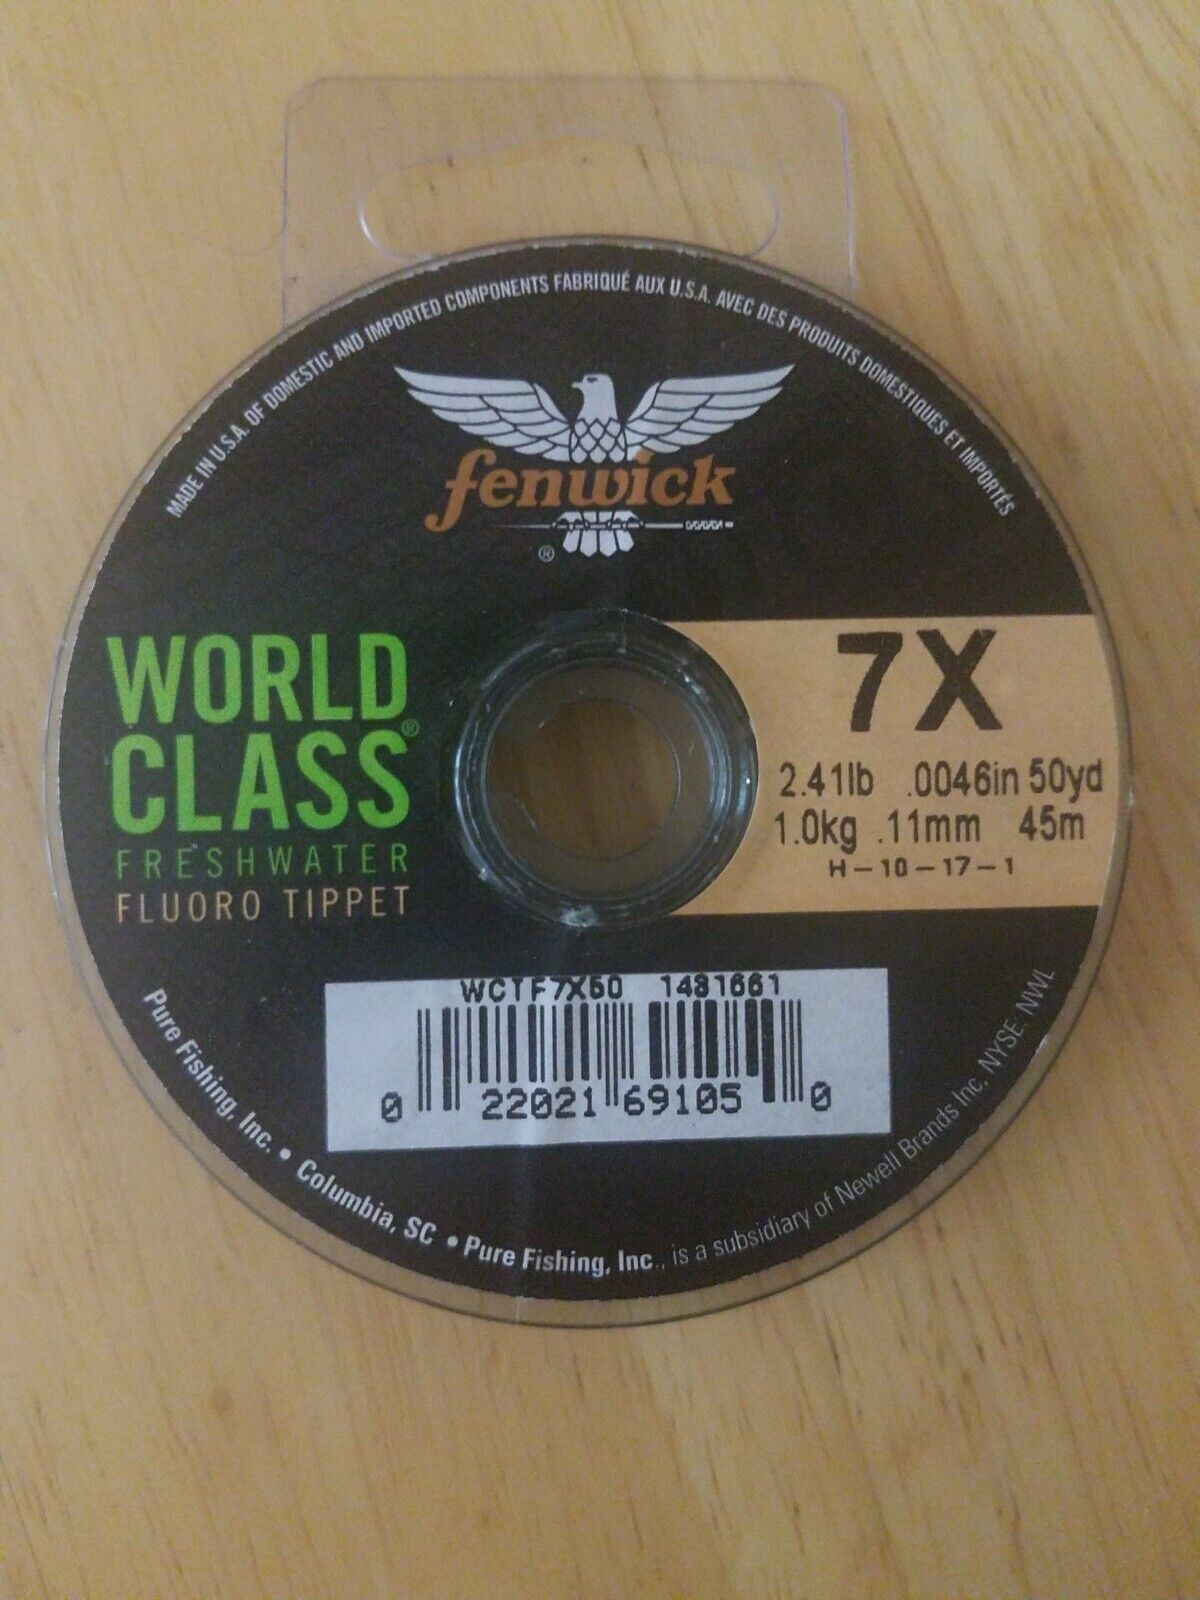 MADE IN U.S.A. OF DOMESTIC AND IMPORTED COMPONENTS FABRIQUÉ AUX U.S.A. AVEC DES PRODUITS DOMESTIQUES ET IMPORTÉS
fenwick
®
WORLD
CLASS®
FRESHWATER
FLUORO TIPPET
7X
2.41lb .0046in 50yd
1.0kg .11mm 45m
H-10-17-1
WCTF7X50 1481661
0 22021 69105 0
Pure Fishing, Inc. • Columbia, SC • Pure Fishing, Inc., is a subsidiary of Newell Brands Inc. NYSE: NWL